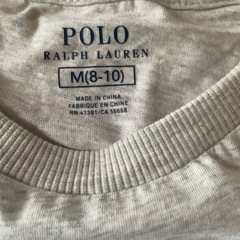 POLO
RALPH LAUREN
M(8-10)
MADE IN CHINA
FABRIQUÉ EN CHINE
RN 41381/CA 56658